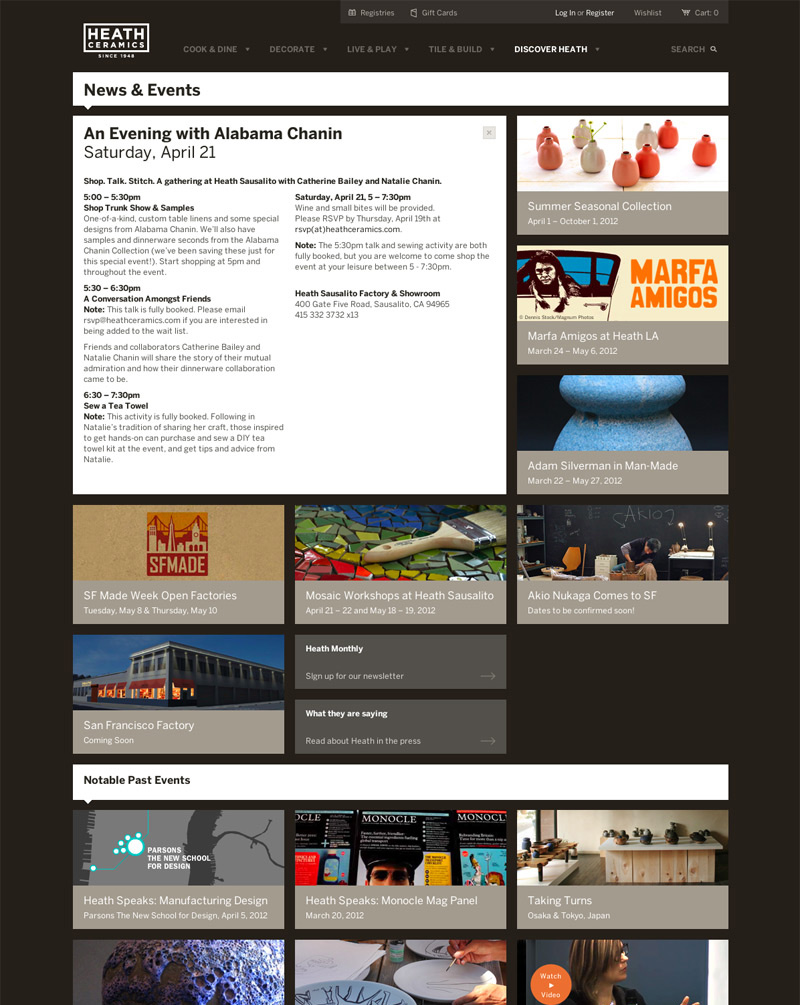 Registries
Gift Cards
Log In or Register
Wishlist
Cart: 0
HEATH
CERAMICS
SINCE 1948
COOK & DINE
DECORATE
LIVE & PLAY
TILE & BUILD
DISCOVER HEATH
SEARCH
News & Events
An Evening with Alabama Chanin
Saturday, April 21
Shop. Talk. Stitch. A gathering at Heath Sausalito with Catherine Bailey and Natalie Chanin.
5:00 – 5:30pm
Shop Trunk Show & Samples
One-of-a-kind, custom table linens and some special
designs from Alabama Chanin. We'll also have
samples and dinnerware seconds from the Alabama
Chanin Collection (we've been saving these just for
this special event!). Start shopping at 5pm and
throughout the event.
5:30 – 6:30pm
A Conversation Amongst Friends
Note: This talk is fully booked. Please email
rsvp@heathceramics.com if you are interested in
being added to the wait list.
Friends and collaborators Catherine Bailey and
Natalie Chanin will share the story of their mutual
admiration and how their dinnerware collaboration
came to be.
6:30 – 7:30pm
Sew a Tea Towel
Note: This activity is fully booked. Following in
Natalie's tradition of sharing her craft, those inspired
to get hands-on can purchase and sew a DIY tea
towel kit at the event, and get tips and advice from
Natalie.
Saturday, April 21, 5 – 7:30pm
Wine and small bites will be provided.
Please RSVP by Thursday, April 19th at
rsvp(at)heathceramics.com.
Note: The 5:30pm talk and sewing activity are both
fully booked, but you are welcome to come shop the
event at your leisure between 5 - 7:30pm.
Heath Sausalito Factory & Showroom
400 Gate Five Road, Sausalito, CA 94965
415 332 3732 x13
Summer Seasonal Collection
April 1 – October 1, 2012
MARFA
AMIGOS
© Dennis Stock/Magnum Photos
Marfa Amigos at Heath LA
March 24 – May 6, 2012
Adam Silverman in Man-Made
March 22 – May 27, 2012
SFMADE
SF Made Week Open Factories
Tuesday, May 8 & Thursday, May 10
Mosaic Workshops at Heath Sausalito
April 21 – 22 and May 18 – 19, 2012
AKIO
Akio Nukaga Comes to SF
Dates to be confirmed soon!
San Francisco Factory
Coming Soon
Heath Monthly
Sign up for our newsletter
What they are saying
Read about Heath in the press
Notable Past Events
PARSONS
THE NEW SCHOOL
FOR DESIGN
Heath Speaks: Manufacturing Design
Parsons The New School for Design, April 5, 2012
MONOCLE
Heath Speaks: Monocle Mag Panel
March 20, 2012
Taking Turns
Osaka & Tokyo, Japan
Watch
Video